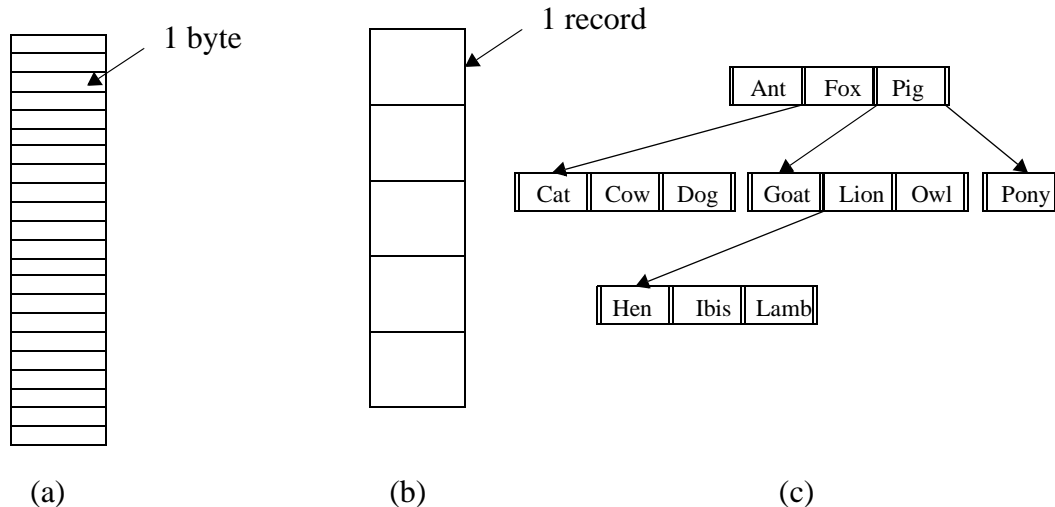 1 byte
1 record
Ant Fox Pig
Cat Cow Dog
Goat Lion Owl
Pony
Hen Ibis Lamb
(a)
(b)
(c)